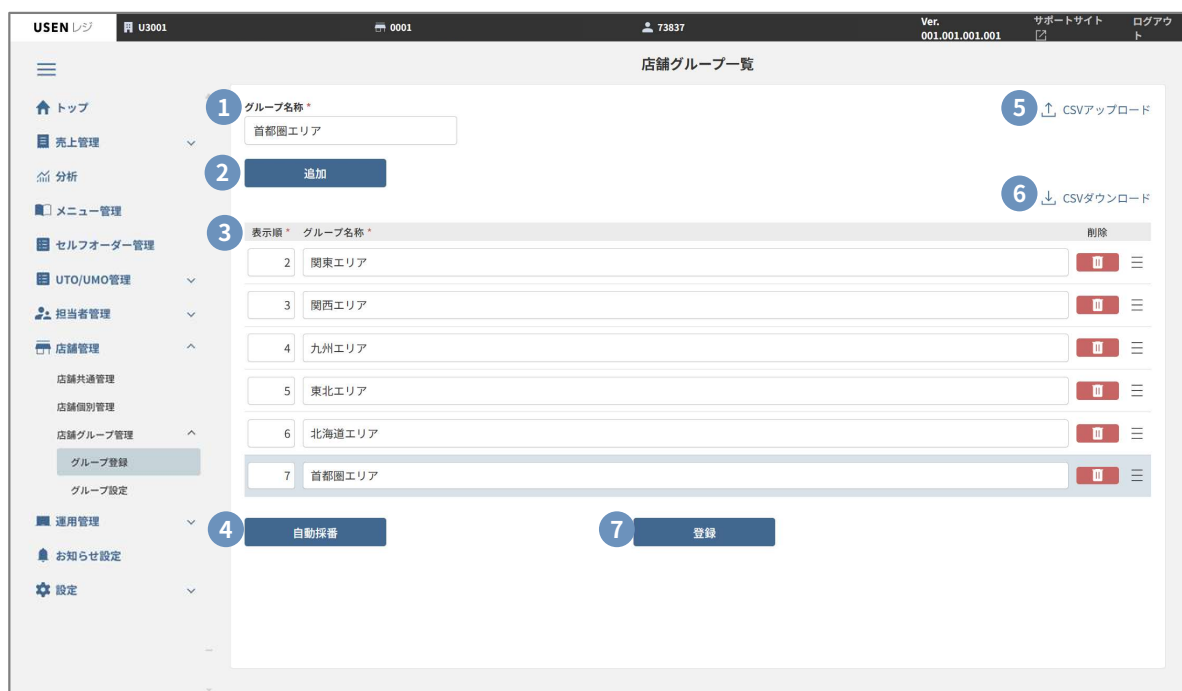 USEN レジ
U3001
0001
73837
Ver.
001.001.001.001
サポートサイト
ログアウ
ト
店舗グループ一覧
トップ
売上管理
分析
メニュー管理
セルフオーダー管理
UTO/UMO管理
担当者管理
店舗管理
店舗共通管理
店舗個別管理
店舗グループ管理
グループ登録
グループ設定
運用管理
お知らせ設定
設定
1
グループ名称 *
首都圏エリア
5
CSVアップロード
2
追加
6
CSVダウンロード
3
表示順 * グループ名称 * 削除
2 関東エリア
3 関西エリア
4 九州エリア
5 東北エリア
6 北海道エリア
7 首都圏エリア
4
自動採番
7
登録